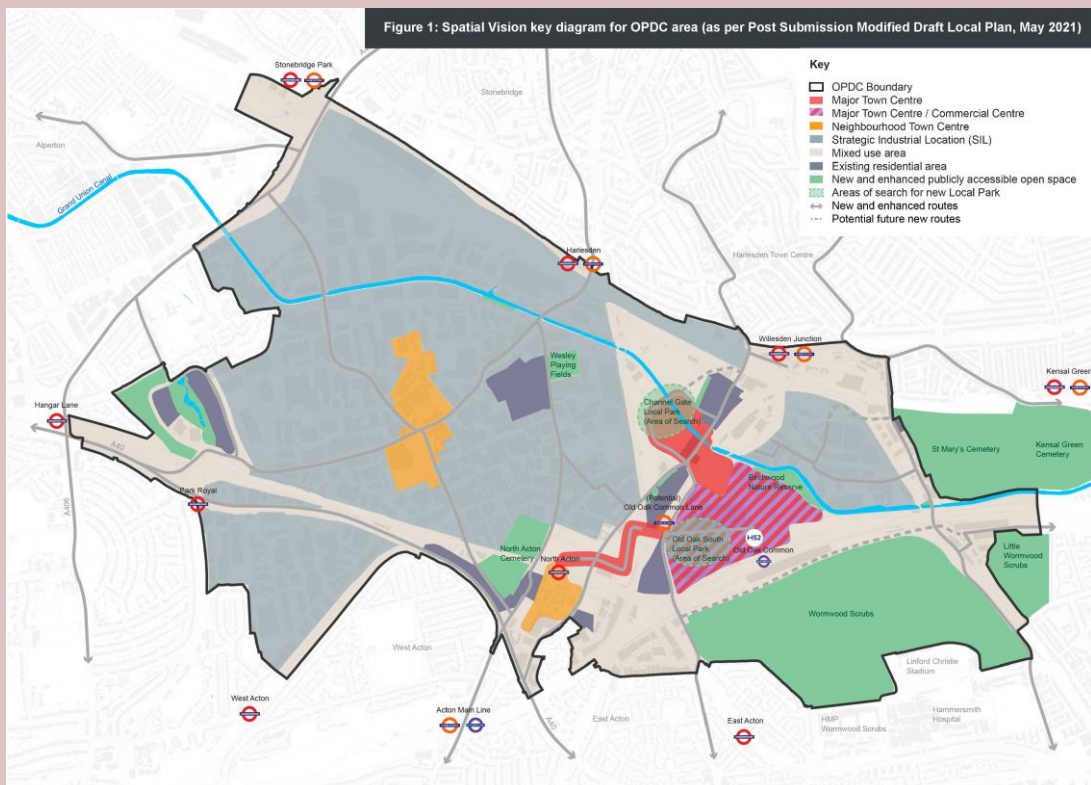 Figure 1: Spatial Vision key diagram for OPDC area (as per Post Submission Modified Draft Local Plan, May 2021)
Key
OPDC Boundary
Major Town Centre
Major Town Centre / Commercial Centre
Neighbourhood Town Centre
Strategic Industrial Location (SIL)
Mixed use area
Existing residential area
New and enhanced publicly accessible open space
Areas of search for new Local Park
New and enhanced routes
Potential future new routes
Stonebridge Park
Stonebridge
Alperton
Grand Union Canal
Harlesden
Harlesden Town Centre
Willesden Junction
Kensal Green
Wesley
Playing
Fields
Hangar Lane
A40
A406
Channel Gate
Local Park
(Area of Search)
St Mary's Cemetery
Kensal Green
Cemetery
Park Royal
Birchwood
Nature Reserve
(Potential)
Old Oak Common Lane
HS2
Old Oak Common
Old Oak South
Local Park
(Area of Search)
North Acton
Cemetery
North Acton
Little
Wormwood
Scrubs
Wormwood Scrubs
West Acton
Linford Christie
Stadium
West Acton
Acton Main Line
A40
East Acton
East Acton
HMP
Wormwood Scrubs
Hammersmith
Hospital